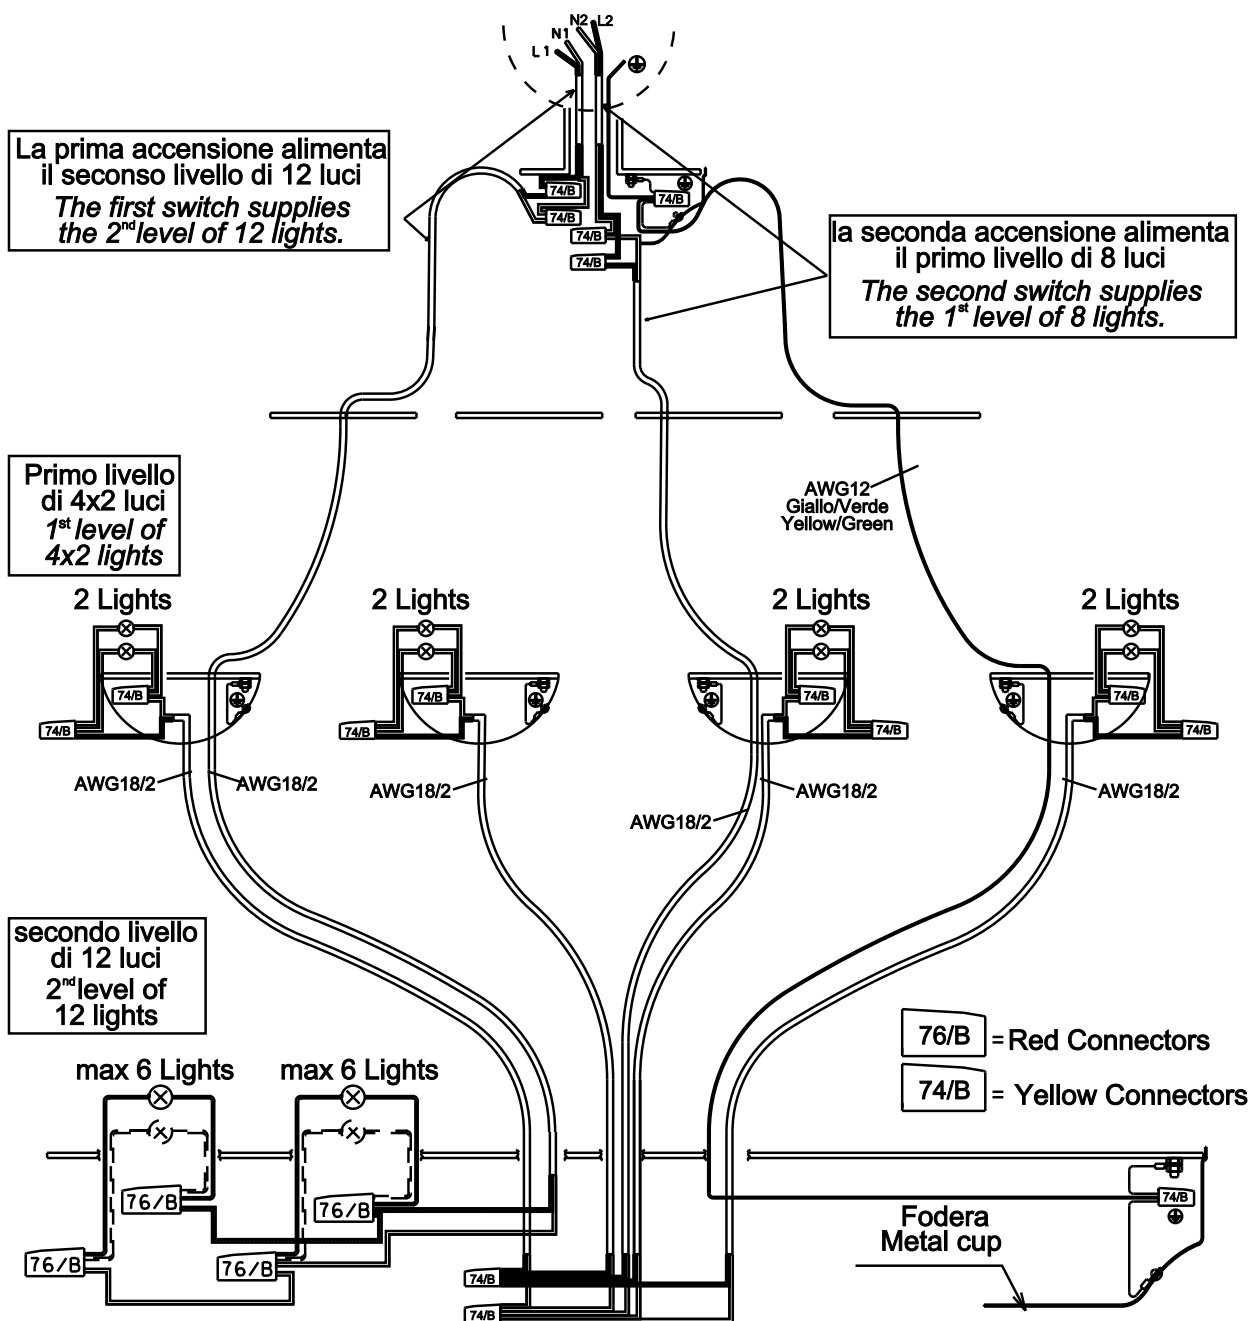 N2
L2
N1
L1
La prima accensione alimenta
il seconso livello di 12 luci
The first switch supplies
the 2nd level of 12 lights.
74/B
74/B
74/B
74/B
74/B
la seconda accensione alimenta
il primo livello di 8 luci
The second switch supplies
the 1st level of 8 lights.
Primo livello
di 4x2 luci
1st level of
4x2 lights
AWG12
Giallo/Verde
Yellow/Green
2 Lights
2 Lights
2 Lights
2 Lights
74/B
74/B
74/B
74/B
74/B
74/B
74/B
74/B
AWG18/2
AWG18/2
AWG18/2
AWG18/2
AWG18/2
AWG18/2
secondo livello
di 12 luci
2nd level of
12 lights
76/B = Red Connectors
74/B = Yellow Connectors
max 6 Lights
max 6 Lights
76/B
76/B
76/B
76/B
74/B
74/B
74/B
Fodera
Metal cup